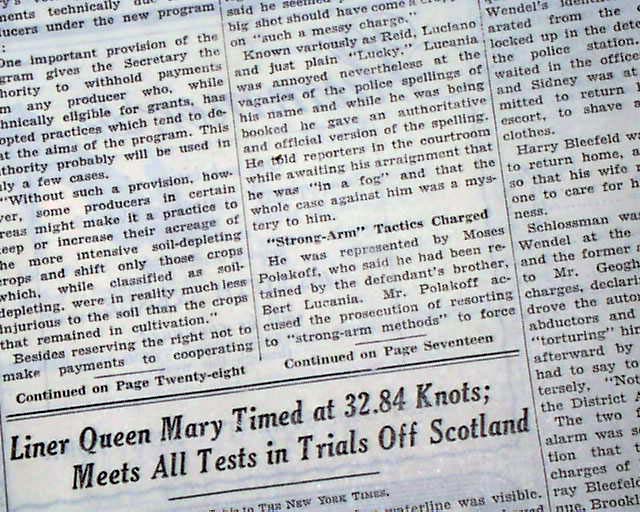 ments technically due
ducers under the new program
:
One important provision of the
gram gives the Secretary the
hority to withhold payments
m any producer who, while
hnically eligible for grants, has
opted practices which tend to de-
at the aims of the program. This
thority probably will be used in
ly a few cases.
"Without such a provision, how-
ver, some producers in certain
reas might make it a practice to
eep or increase their acreage of
he more intensive soil-depleting
crops and shift only those crops
which, while classified as soil-
depleting, were in reality much less
injurious to the soil than the crops
that remained in cultivation."
Besides reserving the right not to
make payments to cooperating
Continued on Page Twenty-eight
said he seemed
big shot should have come a
on "such a messy charge."
Known variously as Reid, Luciano
and just plain "Lucky," Lucania
was annoyed nevertheless at the
vagaries of the police spellings of
his name and while he was being
booked he gave an authoritative
and official version of the spelling.
He told reporters in the courtroom
while awaiting his arraignment that
he was "in a fog" and that the
whole case against him was a mys-
tery to him.
"Strong-Arm" Tactics Charged
He was represented by Moses
Polakoff, who said he had been re-
tained by the defendant's brother,
Bert Lucania. Mr. Polakoff ac-
cused the prosecution of resorting
to "strong-arm methods" to force
Continued on Page Seventeen
Wendel's
arated from the
locked up in the det
the police station.
waited in the office
and Sidney was at
mitted to return
escort, to shave a
clothes.
Harry Bleefeld w
to return home, a
so that his wife
one to care for h
ness.
Schlossman wa
Wendel at the
and the former
to Mr. Geogh
charges, declari
drove the auto
abductors and
"torturing" hi
afterward by
had to say to
tersely, "No
the District A
The two
alarm was s
tion that t
charges of
ray Bleefel
nue, Brook
Liner Queen Mary Timed at 32.84 Knots;
Meets All Tests in Trials Off Scotland
to THE NEW YORK TIMES.
waterline was visible.